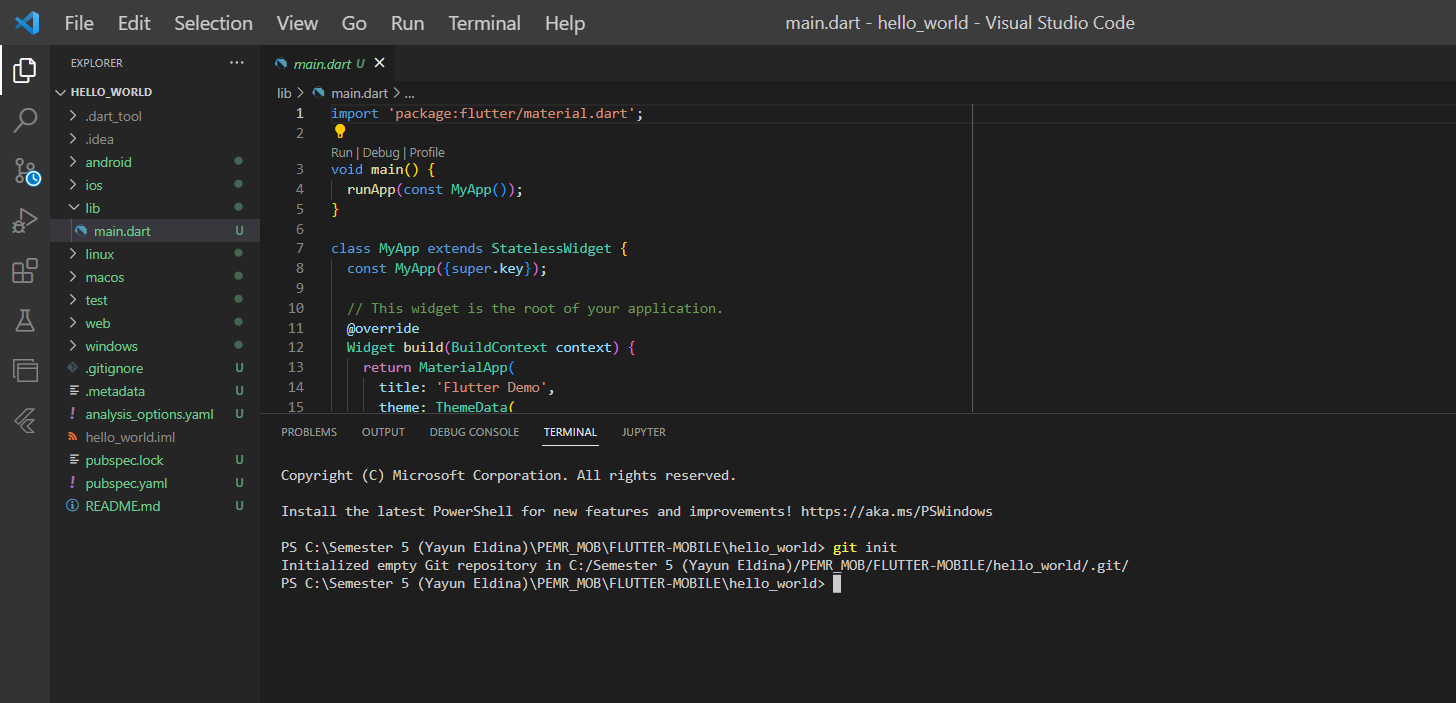 File Edit Selection View Go Run Terminal Help main.dart - hello_world - Visual Studio Code
EXPLORER ...
HELLO_WORLD
.dart_tool
.idea
android
ios
lib
main.dart U
linux
macos
test
web
windows
.gitignore U
.metadata U
analysis_options.yaml U
hello_world.iml
pubspec.lock U
pubspec.yaml U
README.md U
main.dart U
lib > main.dart > ...
1 import 'package:flutter/material.dart';
2
Run | Debug | Profile
3 void main() {
4 runApp(const MyApp());
5 }
6
7 class MyApp extends StatelessWidget {
8 const MyApp({super.key});
9
10 // This widget is the root of your application.
11 @override
12 Widget build(BuildContext context) {
13 return MaterialApp(
14 title: 'Flutter Demo',
15 theme: ThemeData(
PROBLEMS OUTPUT DEBUG CONSOLE TERMINAL JUPYTER
Copyright (C) Microsoft Corporation. All rights reserved.
Install the latest PowerShell for new features and improvements! https://aka.ms/PSWindows
PS C:\Semester 5 (Yayun Eldina)\PEMR_MOB\FLUTTER-MOBILE\hello_world> git init
Initialized empty Git repository in C:/Semester 5 (Yayun Eldina)/PEMR_MOB/FLUTTER-MOBILE/hello_world/.git/
PS C:\Semester 5 (Yayun Eldina)\PEMR_MOB\FLUTTER-MOBILE\hello_world>